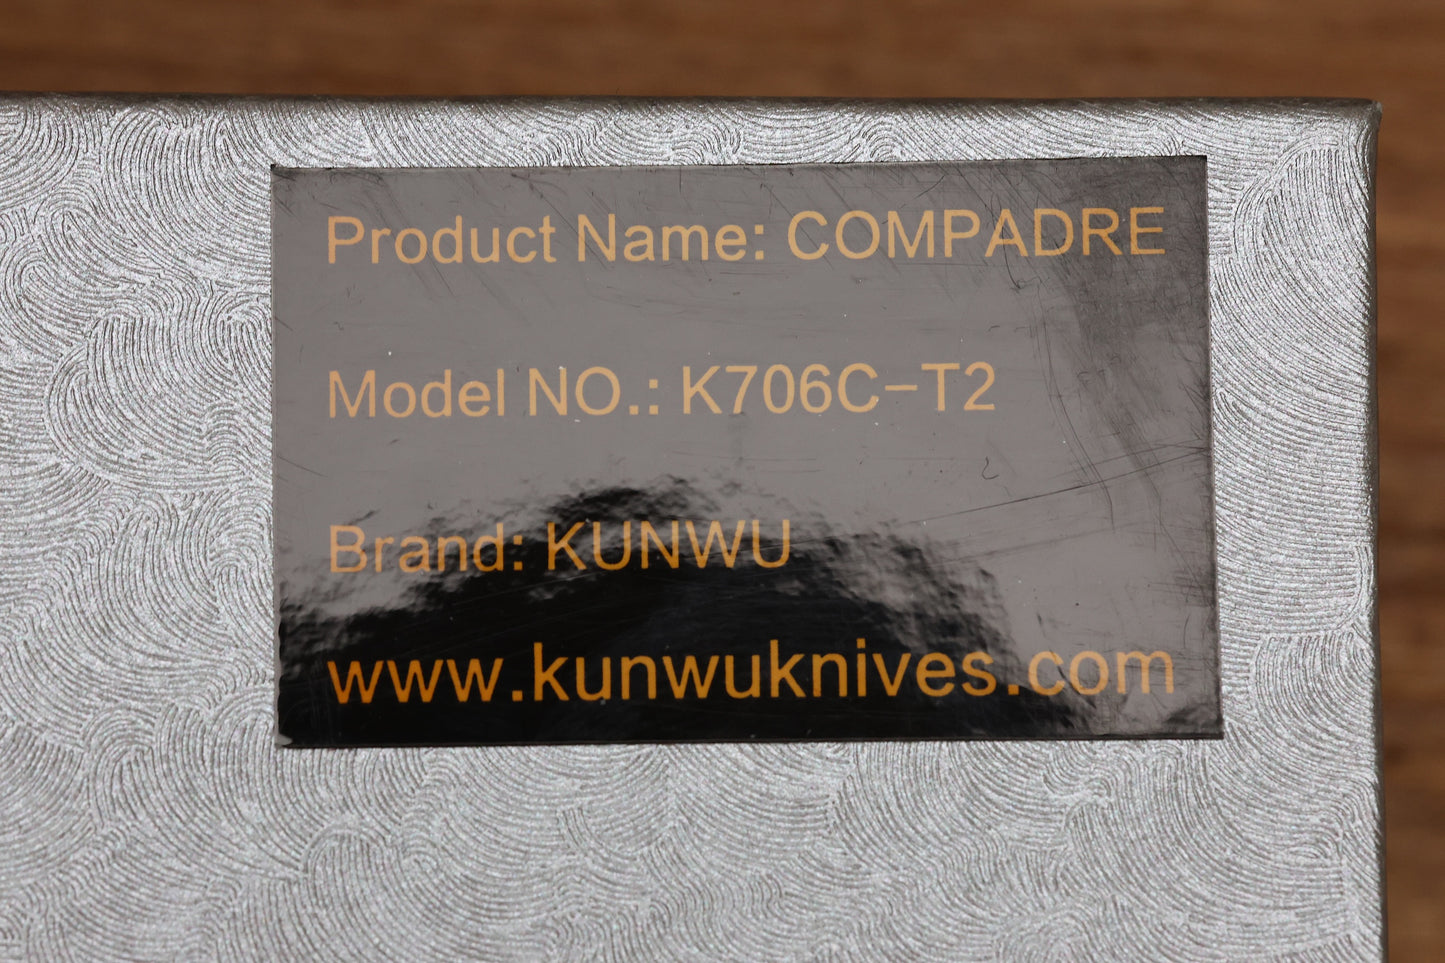 Product Name: COMPADRE
Model NO.: K706C-T2
Brand: KUNWU
www.kunwuknives.com